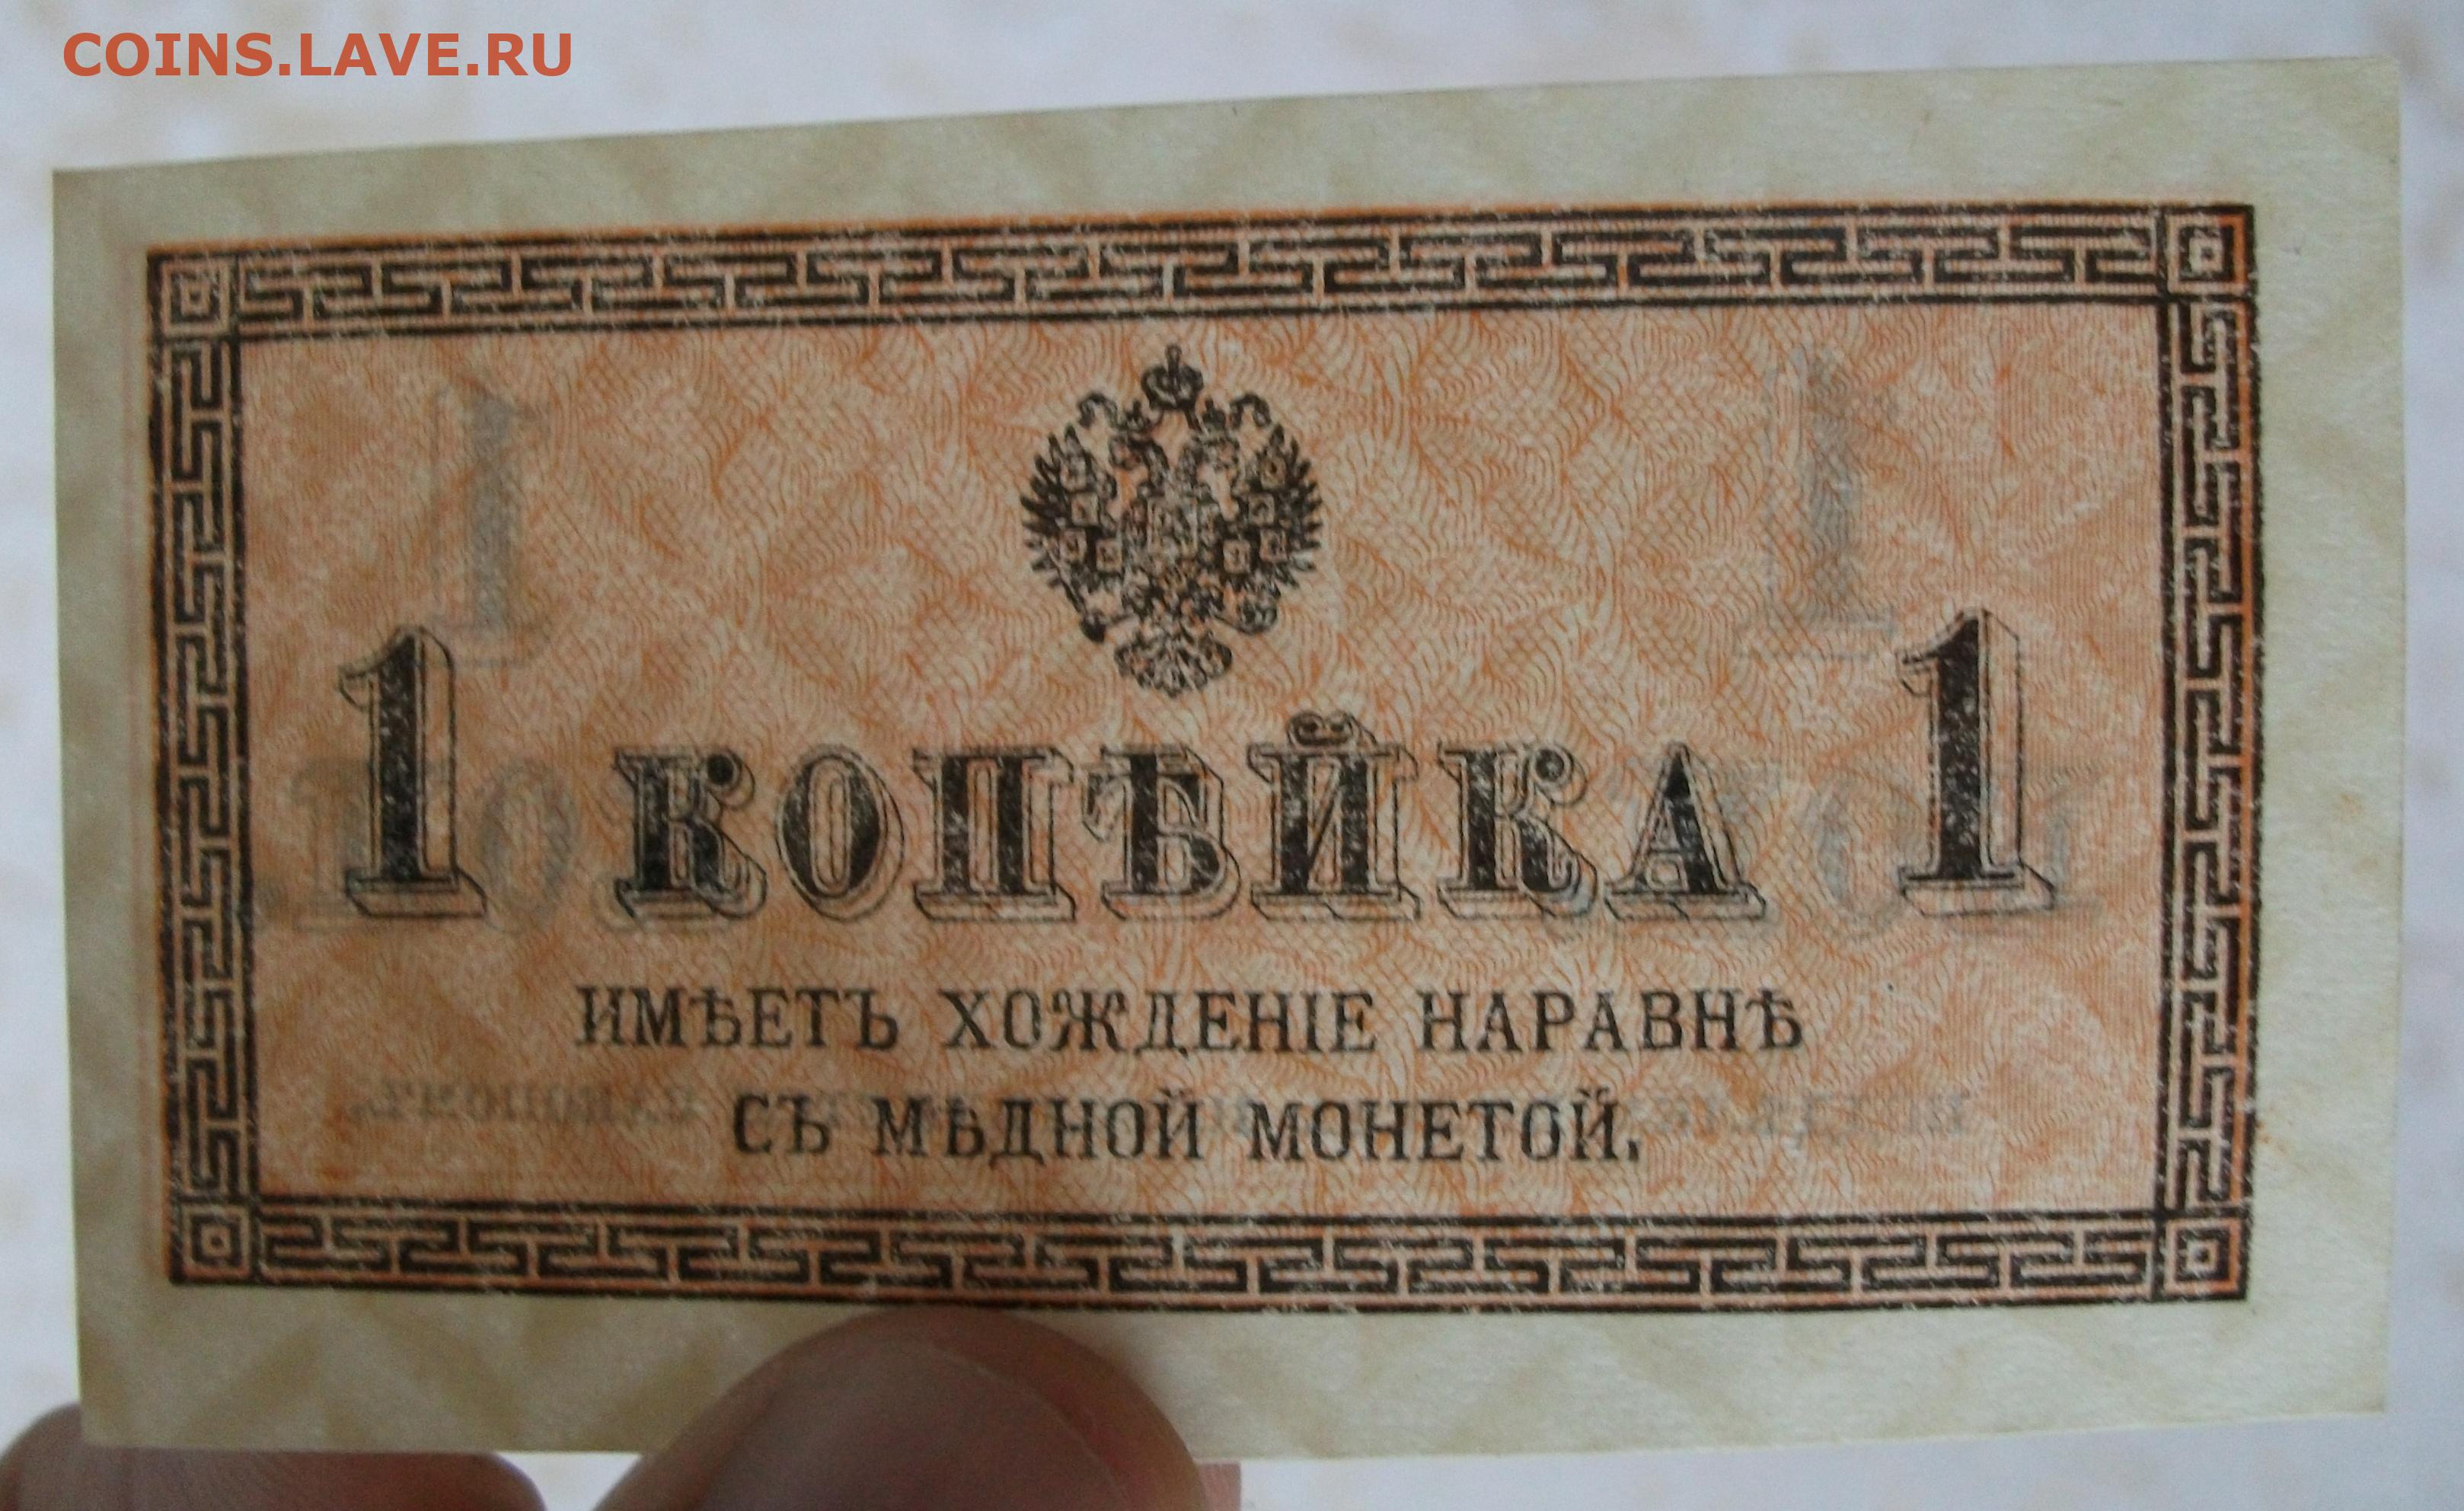 COINS.LAVE.RU
1 КОПѢЙКА 1
ИМѢЕТЪ ХОЖДЕНІЕ НАРАВНѢ
СЪ МѢДНОЙ МОНЕТОЙ.